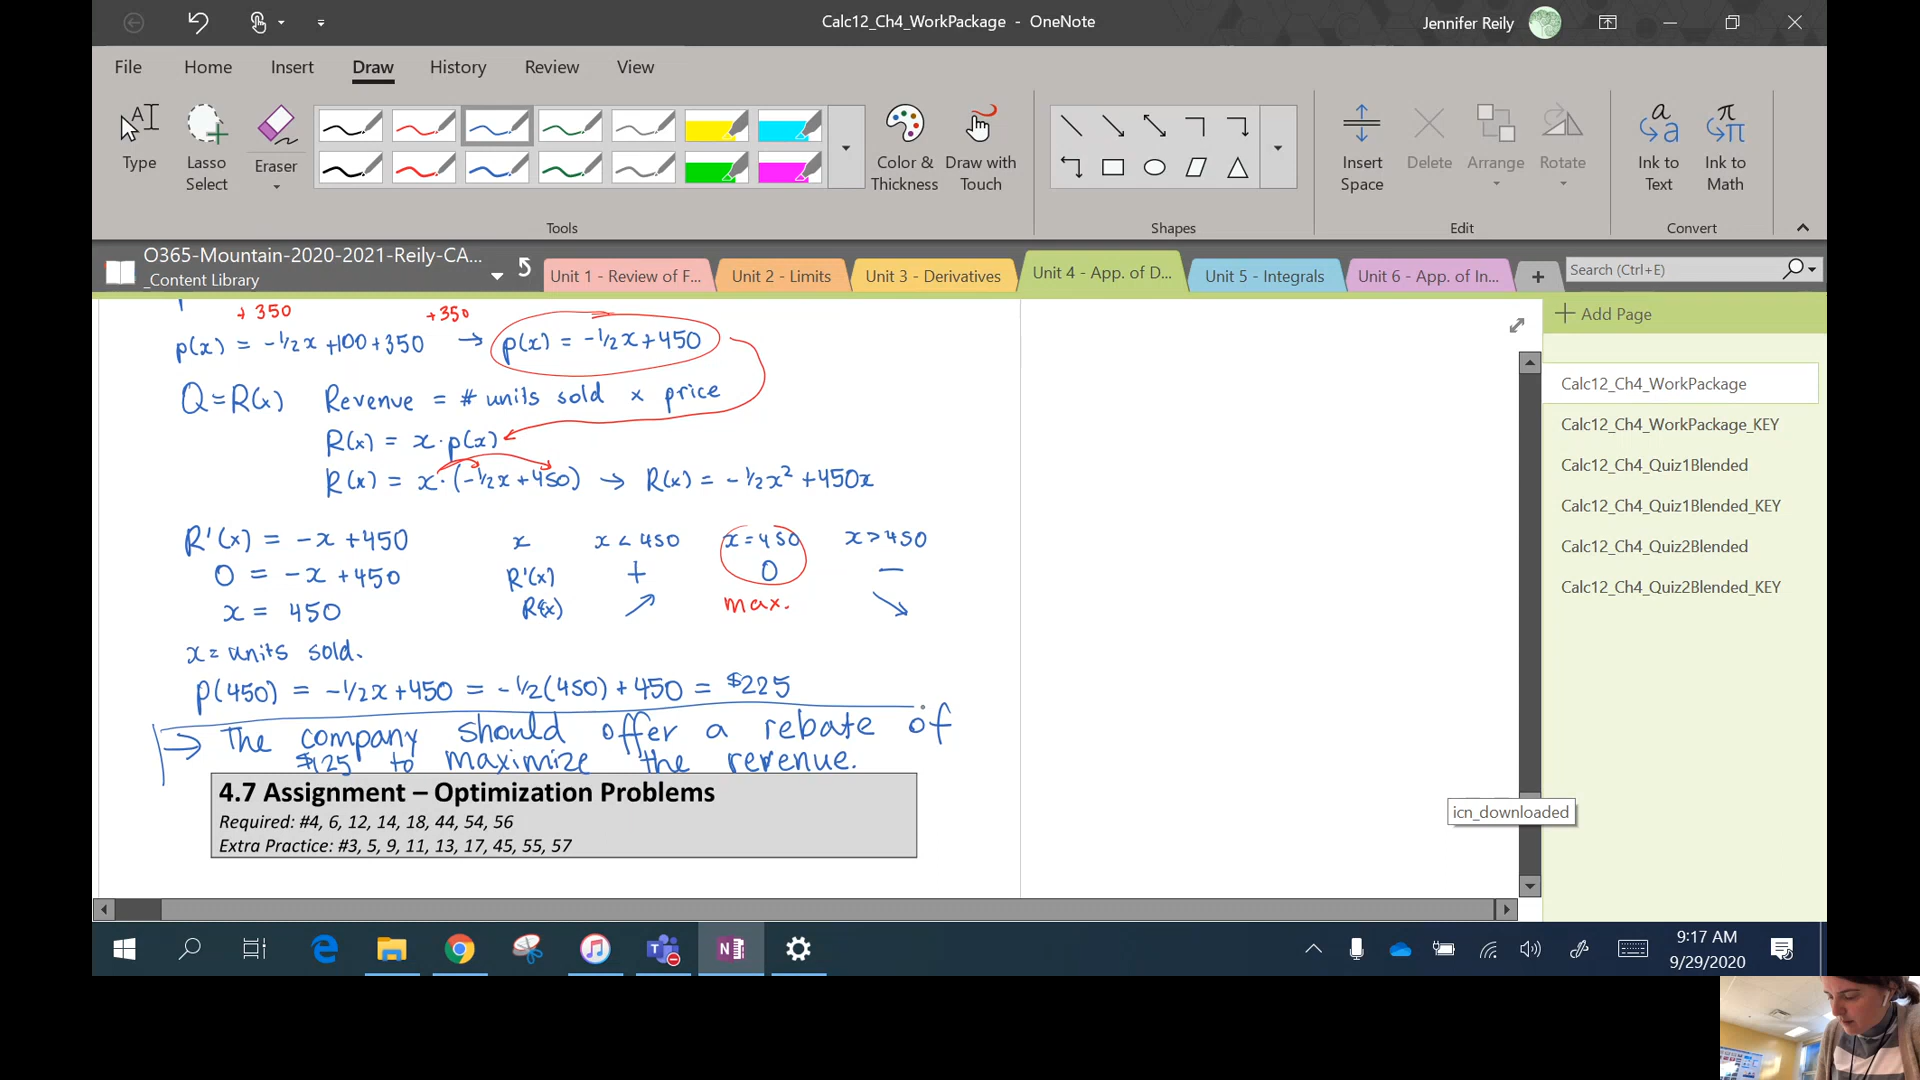 Calc12_Ch4_WorkPackage - OneNote
Jennifer Reily
File Home Insert Draw History Review View
Type
Lasso Select
Eraser
Color & Thickness
Draw with Touch
Insert Space
Delete
Arrange
Rotate
Ink to Text
Ink to Math
Tools
Shapes
Edit
Convert
O365-Mountain-2020-2021-Reily-CA...
_Content Library
Unit 1 - Review of F...
Unit 2 - Limits
Unit 3 - Derivatives
Unit 4 - App. of D...
Unit 5 - Integrals
Unit 6 - App. of In...
Search (Ctrl+E)
Add Page
Calc12_Ch4_WorkPackage
Calc12_Ch4_WorkPackage_KEY
Calc12_Ch4_Quiz1Blended
Calc12_Ch4_Quiz1Blended_KEY
Calc12_Ch4_Quiz2Blended
Calc12_Ch4_Quiz2Blended_KEY
+350 +350
p(x) = -1/2x +100+350 → p(x) = -1/2x+450
Q=R(x) Revenue = # units sold x price
R(x) = x·p(x)
R(x) = x·(-1/2x+450) → R(x) = -1/2x² +450x
R'(x) = -x +450 x x<450 x=450 x>450
0 = -x +450 R'(x) + 0 −
x = 450 R(x) ↗ max. ↘
x = units sold.
p(450) = -1/2x+450 = -1/2(450)+450 = $225
→ The company should offer a rebate of
$125 to maximize the revenue.
4.7 Assignment – Optimization Problems
Required: #4, 6, 12, 14, 18, 44, 54, 56
Extra Practice: #3, 5, 9, 11, 13, 17, 45, 55, 57
icn_downloaded
9:17 AM
9/29/2020